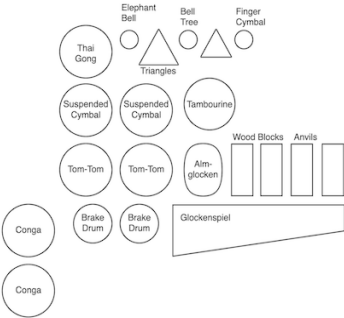 Elephant
Bell
Bell
Tree
Finger
Cymbal
Thai
Gong
Triangles
Suspended
Cymbal
Suspended
Cymbal
Tambourine
Wood Blocks
Anvils
Tom-Tom
Tom-Tom
Alm-
glocken
Brake
Drum
Brake
Drum
Glockenspiel
Conga
Conga